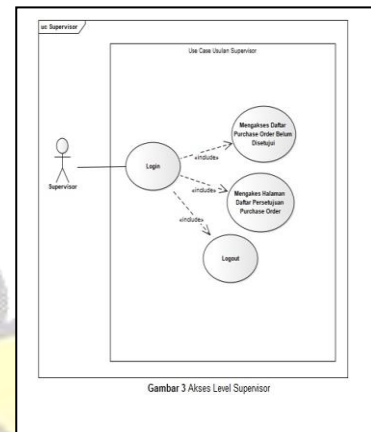 uc Supervisor
Use Case Usulan Supervisor
Mengakses Daftar
Purchase Order Belum
Disetujui
«include»
Login
«include»
Supervisor
Mengakes Halaman
Daftar Persetujuan
Purchase Order
«include»
Logout
Gambar 3 Akses Level Supervisor